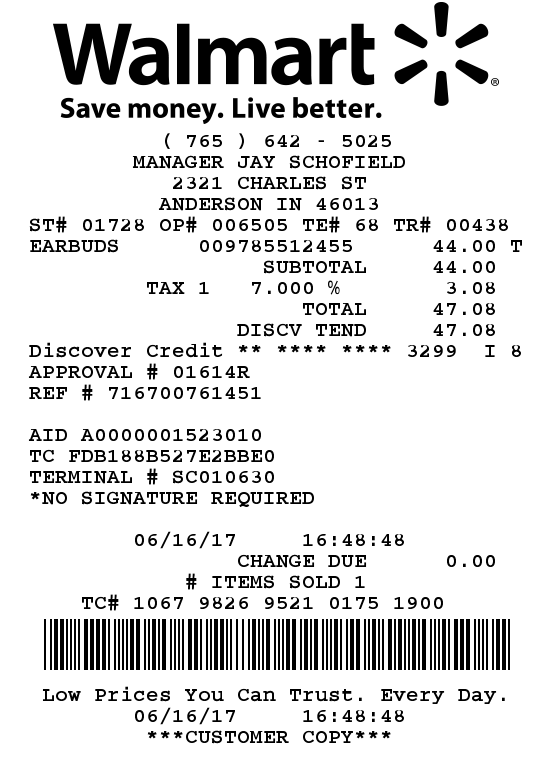 Walmart ®
Save money. Live better.
( 765 ) 642 - 5025
MANAGER JAY SCHOFIELD
2321 CHARLES ST
ANDERSON IN 46013
ST# 01728 OP# 006505 TE# 68 TR# 00438
EARBUDS 009785512455 44.00 T
SUBTOTAL 44.00
TAX 1 7.000 % 3.08
TOTAL 47.08
DISCV TEND 47.08
Discover Credit ** **** **** 3299 I 8
APPROVAL # 01614R
REF # 716700761451
AID A0000001523010
TC FDB188B527E2BBE0
TERMINAL # SC010630
*NO SIGNATURE REQUIRED
06/16/17 16:48:48
CHANGE DUE 0.00
# ITEMS SOLD 1
TC# 1067 9826 9521 0175 1900
Low Prices You Can Trust. Every Day.
06/16/17 16:48:48
***CUSTOMER COPY***